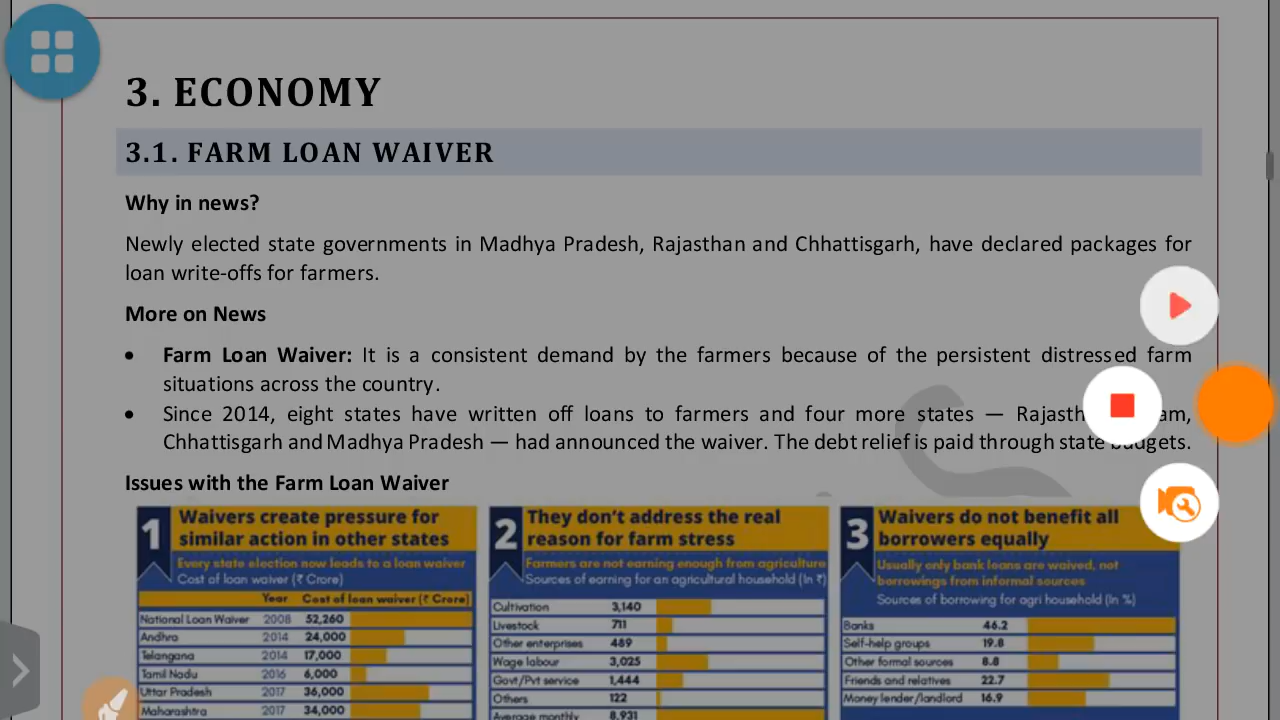 3. ECONOMY
3.1. FARM LOAN WAIVER
Why in news?
Newly elected state governments in Madhya Pradesh, Rajasthan and Chhattisgarh, have declared packages for
loan write-offs for farmers.
More on News
• Farm Loan Waiver: It is a consistent demand by the farmers because of the persistent distressed farm
situations across the country.
• Since 2014, eight states have written off loans to farmers and four more states —
Chhattisgarh and Madhya Pradesh — had announced the waiver. The debt relief is paid through state budgets.
Issues with the Farm Loan Waiver
1 Waivers create pressure for
similar action in other states
Every state election now leads to a loan waiver
Cost of loan waiver (₹ Crore)
Year Cost of loan waiver (₹ Crore)
National Loan Waiver 2008 52,260
Andhra 2014 24,000
Telangana 2014 17,000
Tamil Nadu 2016 6,000
Uttar Pradesh 2017 36,000
Maharashtra 2017 34,000
2 They don't address the real
reason for farm stress
Farmers are not earning enough from agriculture
Sources of earning for an agricultural household (In ₹)
Cultivation 3,140
Livestock 711
Other enterprises 489
Wage labour 3,025
Govt/Pvt service 1,444
Others 122
Average monthly 8,931
3 Waivers do not benefit all
borrowers equally
Usually only bank loans are waived, not
borrowings from informal sources
Sources of borrowing for agri household (In %)
Banks 46.2
Self-help groups 19.8
Other formal sources 8.8
Friends and relatives 22.7
Money lender/landlord 16.9